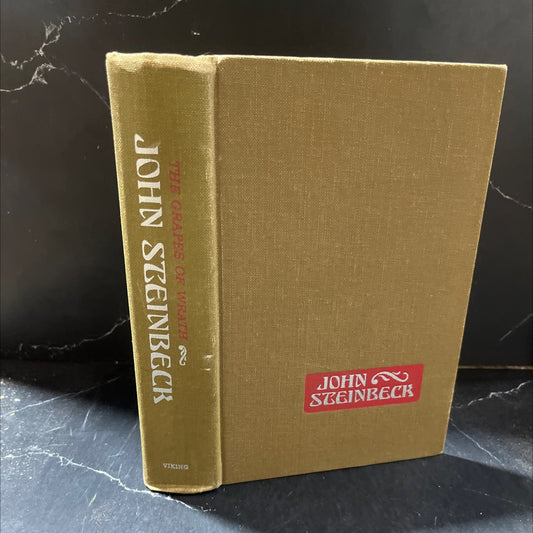 THE GRAPES OF WRATH
JOHN STEINBECK
VIKING
JOHN
STEINBECK